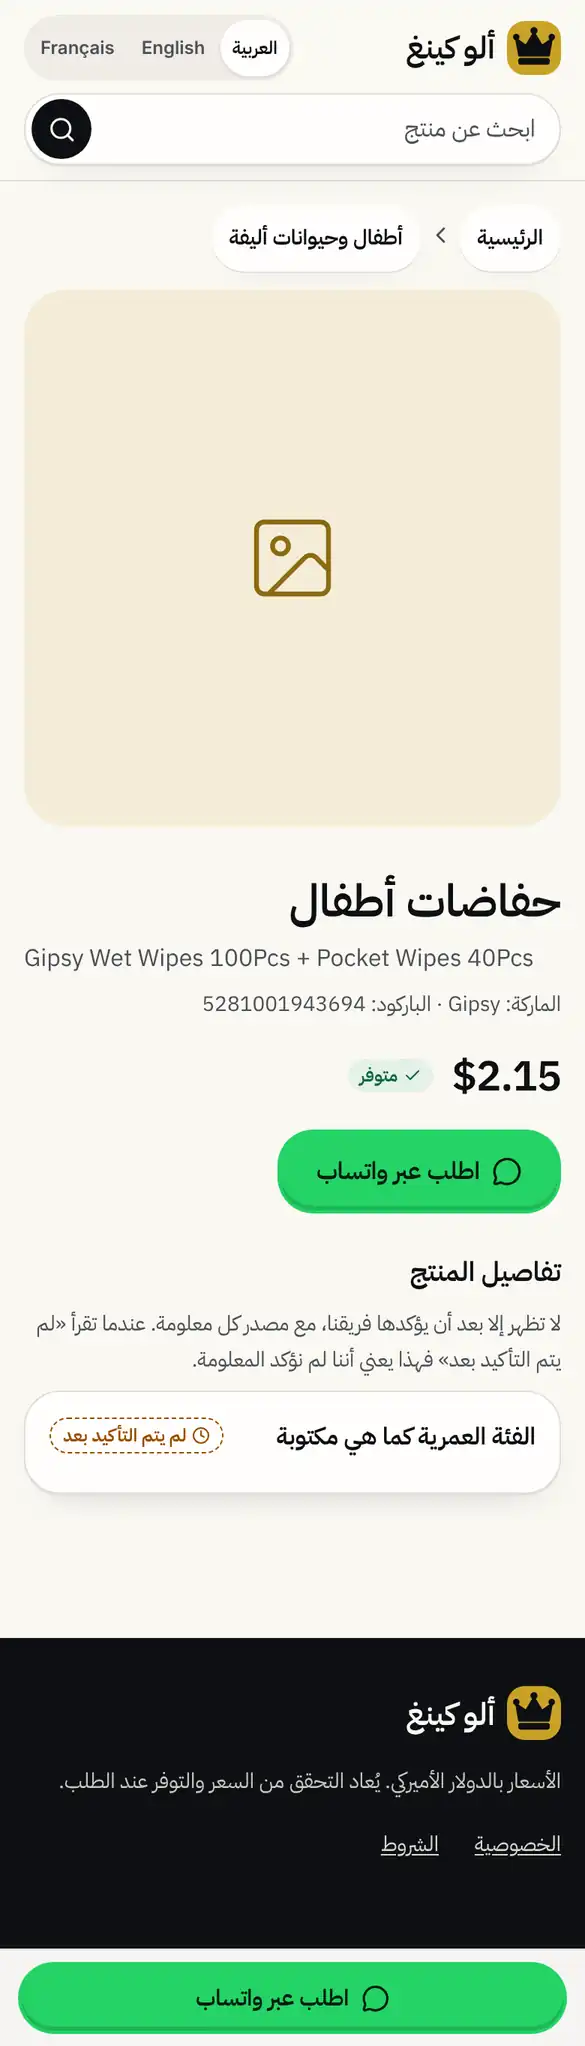 ألو كينغ
العربية English Français
ابحث عن منتج
الرئيسية
أطفال وحيوانات أليفة
حفاضات أطفال
Gipsy Wet Wipes 100Pcs + Pocket Wipes 40Pcs
الماركة: Gipsy · الباركود: 5281001943694
$2.15
متوفر
اطلب عبر واتساب
تفاصيل المنتج
لا تظهر إلا بعد أن يؤكدها فريقنا، مع مصدر كل معلومة. عندما تقرأ «لم
يتم التأكيد بعد» فهذا يعني أننا لم نؤكد المعلومة.
الفئة العمرية كما هي مكتوبة
لم يتم التأكيد بعد
ألو كينغ
الأسعار بالدولار الأميركي. يُعاد التحقق من السعر والتوفر عند الطلب.
الخصوصية الشروط
اطلب عبر واتساب